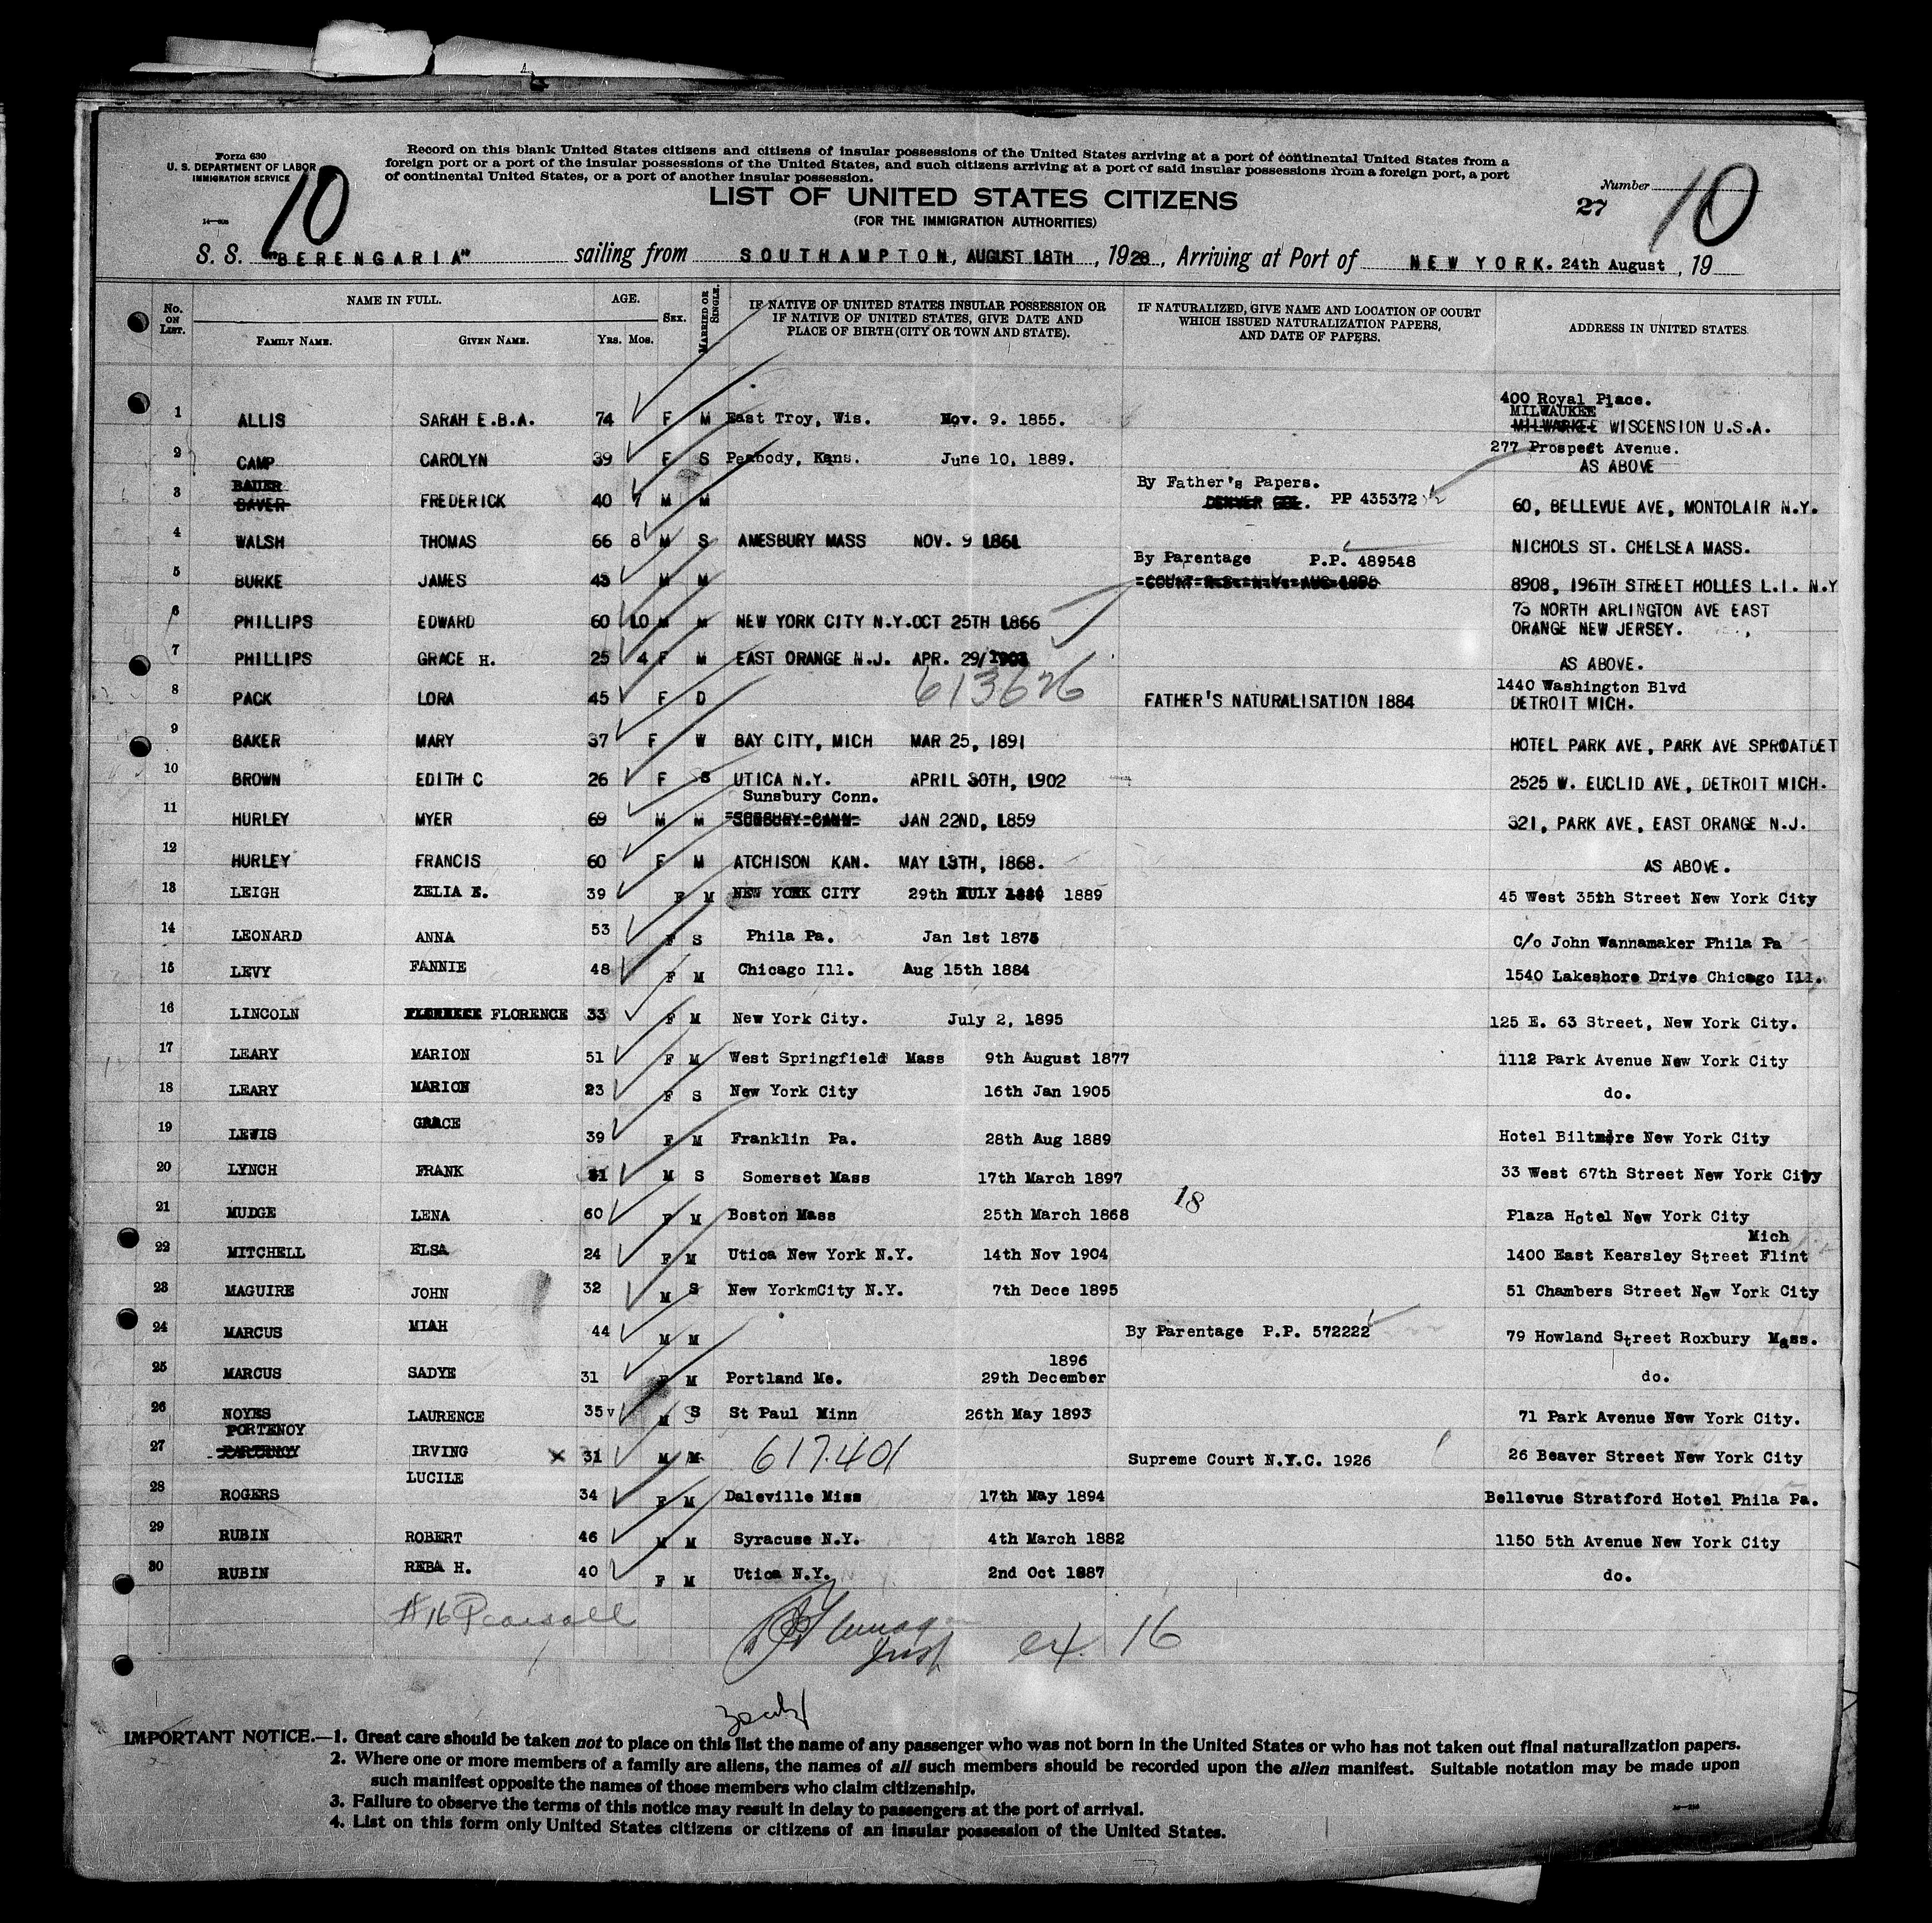 Form 630
U. S. DEPARTMENT OF LABOR
IMMIGRATION SERVICE
10
Record on this blank United States citizens and citizens of insular possessions of the United States arriving at a port of continental United States from a
foreign port or a port of the insular possessions of the United States, and such citizens arriving at a port of said insular possessions from a foreign port, a port
of continental United States, or a port of another insular possession.
LIST OF UNITED STATES CITIZENS
(FOR THE IMMIGRATION AUTHORITIES)
Number
27
10
S. S. "BERENGARIA" sailing from SOUTHAMPTON, AUGUST 18TH, 1928, Arriving at Port of NEW YORK. 24th August, 19
No. ON LIST. NAME IN FULL. FAMILY NAME. GIVEN NAME. AGE. Yrs. Mos. SEX. MARRIED OR SINGLE. IF NATIVE OF UNITED STATES INSULAR POSSESSION OR IF NATIVE OF UNITED STATES, GIVE DATE AND PLACE OF BIRTH (CITY OR TOWN AND STATE). IF NATURALIZED, GIVE NAME AND LOCATION OF COURT WHICH ISSUED NATURALIZATION PAPERS, AND DATE OF PAPERS. ADDRESS IN UNITED STATES.
400 Royal Place.
MILWAUKEE
1 ALLIS SARAH E.B.A. 74 F M East Troy, Wis. Nov. 9. 1855. MILWARKEE WISCENSION U.S.A.
277 Prospect Avenue.
2 CAMP CAROLYN 39 F S Peabody, Kans. June 10, 1889. AS ABOVE
BAUER By Father's Papers.
3 BAVER FREDERICK 40 7 M M PP 435372 60, BELLEVUE AVE, MONTOLAIR N.Y.
4 WALSH THOMAS 66 8 M S AMESBURY MASS NOV. 9 1861 NICHOLS ST. CHELSEA MASS.
By Parentage P.P. 489548
5 BURKE JAMES 43 M M 8908, 196TH STREET HOLLES L.I. N.Y
73 NORTH ARLINGTON AVE EAST
6 PHILLIPS EDWARD 60 10 M M NEW YORK CITY N.Y. OCT 25TH 1866 ORANGE NEW JERSEY.
7 PHILLIPS GRACE H. 25 4 F M EAST ORANGE N.J. APR. 29/1903 AS ABOVE.
613626
1440 Washington Blvd
8 PACK LORA 45 F D FATHER'S NATURALISATION 1884 DETROIT MICH.
9 BAKER MARY 37 F W BAY CITY, MICH MAR 25, 1891 HOTEL PARK AVE, PARK AVE SPROATDET
10 BROWN EDITH C 26 F S UTICA N.Y. APRIL 30TH, 1902 2525 W. EUCLID AVE, DETROIT MICH.
Sunsbury Conn.
11 HURLEY MYER 69 M M JAN 22ND, 1859 321, PARK AVE, EAST ORANGE N.J.
12 HURLEY FRANCIS 60 F M ATCHISON KAN. MAY 13TH, 1868. AS ABOVE.
13 LEIGH ZELIA E. 39 F M NEW YORK CITY 29th JULY 1889 45 West 35th Street New York City
14 LEONARD ANNA 53 F S Phila Pa. Jan 1st 1875 C/o John Wannamaker Phila Pa
15 LEVY FANNIE 48 F M Chicago Ill. Aug 15th 1884 1540 Lakeshore Drive Chicago Ill.
16 LINCOLN FLORENCE 33 F M New York City. July 2, 1895 125 E. 63 Street, New York City.
17 LEARY MARION 51 F M West Springfield Mass 9th August 1877 1112 Park Avenue New York City
18 LEARY MARION 23 F S New York City 16th Jan 1905 do.
19 LEWIS GRACE 39 F M Franklin Pa. 28th Aug 1889 Hotel Biltmore New York City
20 LYNCH FRANK 31 M S Somerset Mass 17th March 1897 33 West 67th Street New York City
18
21 MUDGE LENA 60 F M Boston Mass 25th March 1868 Plaza Hotel New York City
Mich
22 MITCHELL ELSA 24 F M Utica New York N.Y. 14th Nov 1904 1400 East Kearsley Street Flint
23 MAGUIRE JOHN 32 M S New YorkmCity N.Y. 7th Dece 1895 51 Chambers Street New York City
24 MARCUS MIAH 44 M M By Parentage P.P. 572222 79 Howland Street Roxbury Mass.
1896
25 MARCUS SADYE 31 F M Portland Me. 29th December do.
26 NOYES LAURENCE 35 M S St Paul Minn 26th May 1893 71 Park Avenue New York City.
PORTENOY
27 IRVING x 31 M M 617401 Supreme Court N.Y.C. 1926 26 Beaver Street New York City
28 ROGERS LUCILE 34 F M Daleville Miss 17th May 1894 Bellevue Stratford Hotel Phila Pa.
29 RUBIN ROBERT 46 M M Syracuse N.Y. 4th March 1882 1150 5th Avenue New York City
30 RUBIN REBA H. 40 F M Utica N.Y. 2nd Oct 1887 do.
#16 Pearsall
Insp
ex. 16
IMPORTANT NOTICE.—1. Great care should be taken not to place on this list the name of any passenger who was not born in the United States or who has not taken out final naturalization papers.
2. Where one or more members of a family are aliens, the names of all such members should be recorded upon the alien manifest. Suitable notation may be made upon
such manifest opposite the names of those members who claim citizenship.
3. Failure to observe the terms of this notice may result in delay to passengers at the port of arrival.
4. List on this form only United States citizens or citizens of an insular possession of the United States.